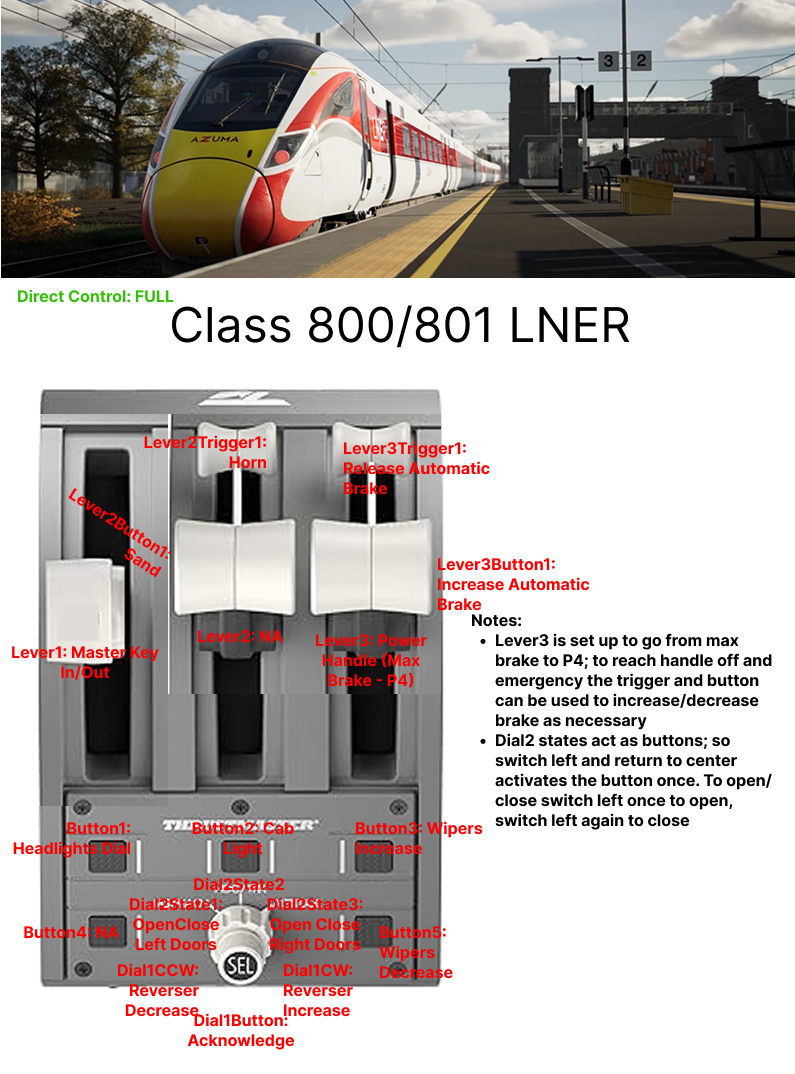 3 2
AZUMA
LNER
Direct Control: FULL
Class 800/801 LNER
Lever2Trigger1:
Horn
Lever3Trigger1:
Release Automatic
Brake
Lever2Button1:
Sand
Lever3Button1:
Increase Automatic
Brake
Lever1: Master Key
In/Out
Lever2: NA
Lever3: Power
Handle (Max
Brake - P4)
Notes:
• Lever3 is set up to go from max
brake to P4; to reach handle off and
emergency the trigger and button
can be used to increase/decrease
brake as necessary
• Dial2 states act as buttons; so
switch left and return to center
activates the button once. To open/
close switch left once to open,
switch left again to close
THRUSTMASTER
Button1:
Headlights Dial
Button2: Cab
Light
Button3: Wipers
Increase
Dial2State2
Dial2State1:
OpenClose
Left Doors
Dial2State3:
Open Close
Right Doors
Button4: NA
Button5:
Wipers
Decrease
SEL
Dial1CCW:
Reverser
Decrease
Dial1CW:
Reverser
Increase
Dial1Button:
Acknowledge